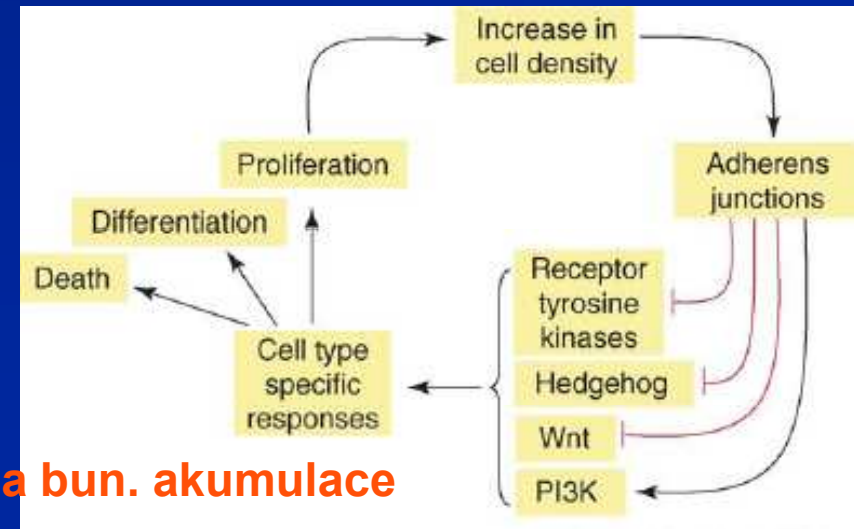 Increase in
cell density
Proliferation
Adherens
junctions
Differentiation
Death
Receptor
tyrosine
kinases
Cell type
specific
responses
Hedgehog
Wnt
PI3K
a bun. akumulace